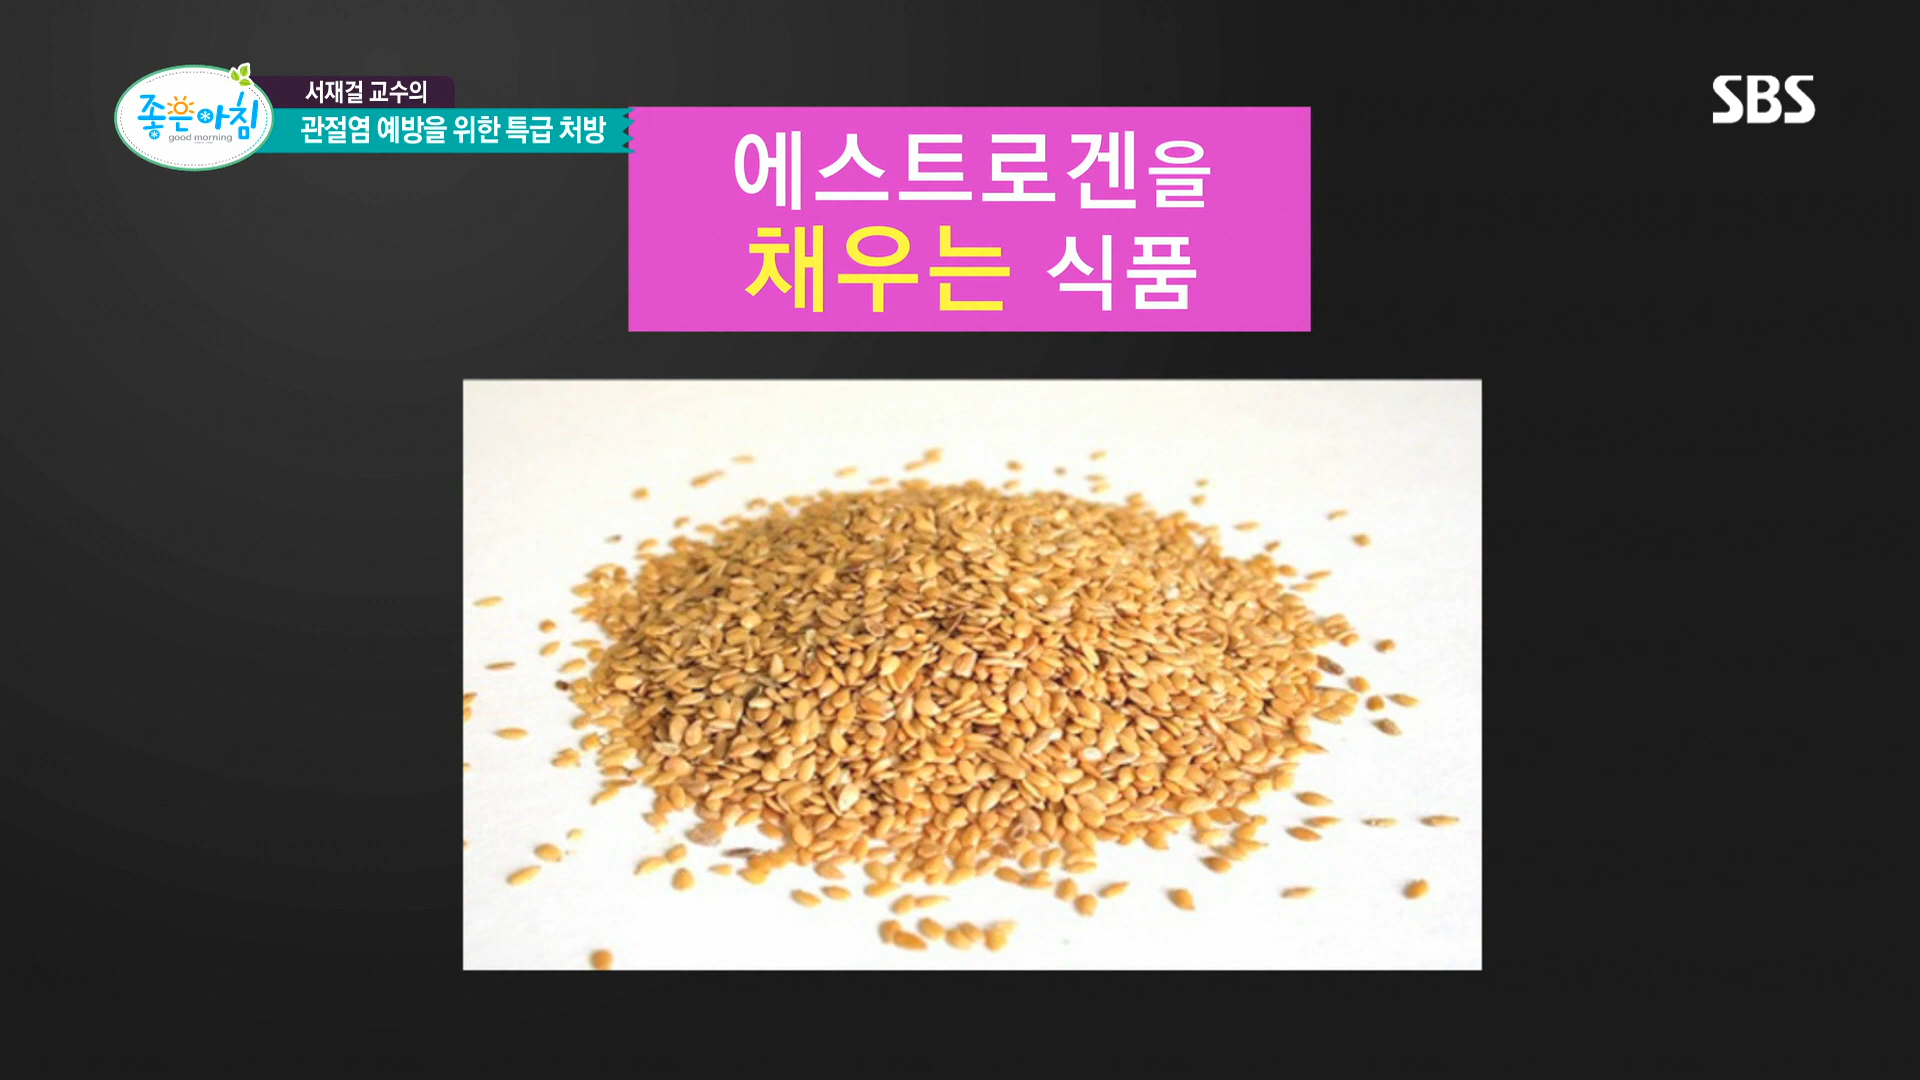 좋은아침
good morning
서재걸 교수의
관절염 예방을 위한 특급 처방
SBS
에스트로겐을
채우는 식품